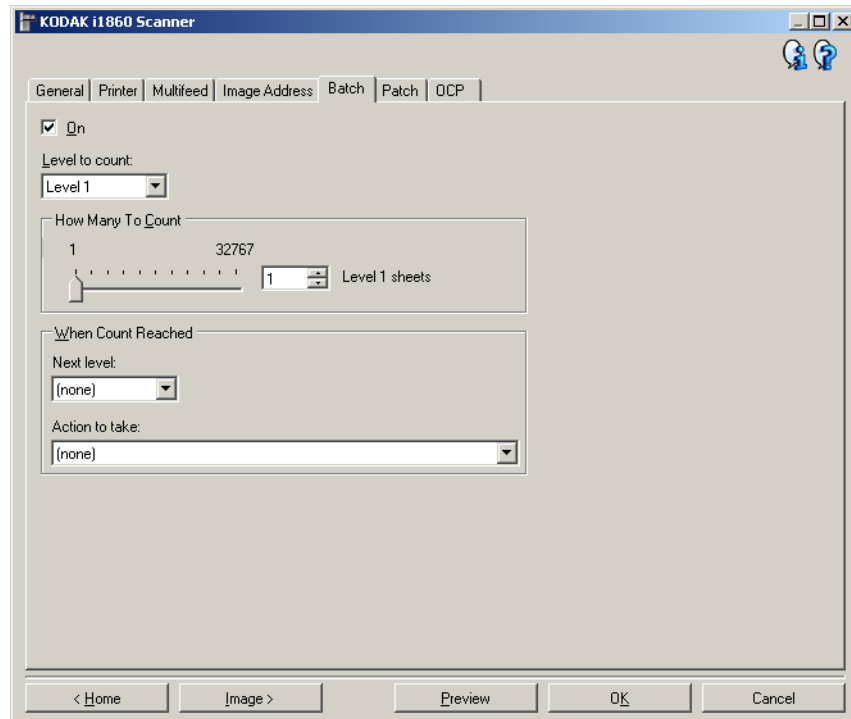 KODAK i1860 Scanner
General Printer Multifeed Image Address Batch Patch OCP
On
Level to count:
Level 1
How Many To Count
1 32767
1 Level 1 sheets
When Count Reached
Next level:
(none)
Action to take:
(none)
< Home Image > Preview OK Cancel